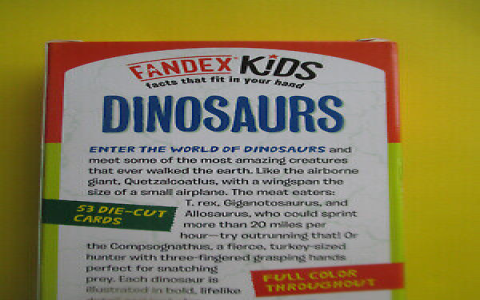 FANDEX KIDS
facts that fit in your hand
DINOSAURS
ENTER THE WORLD OF DINOSAURS and
meet some of the most amazing creatures
that ever walked the earth. Like the airborne
giant, Quetzalcoatlus, with a wingspan the
size of a small airplane. The meat eaters:
T. rex, Giganotosaurus, and
Allosaurus, who could sprint
more than 20 miles per
hour—try outrunning that! Or
the Compsognathus, a fierce, turkey-sized
hunter with three-fingered grasping hands
perfect for snatching
prey. Each dinosaur is
illustrated in bold, lifelike
53 DIE-CUT
CARDS
FULL COLOR
THROUGHOUT